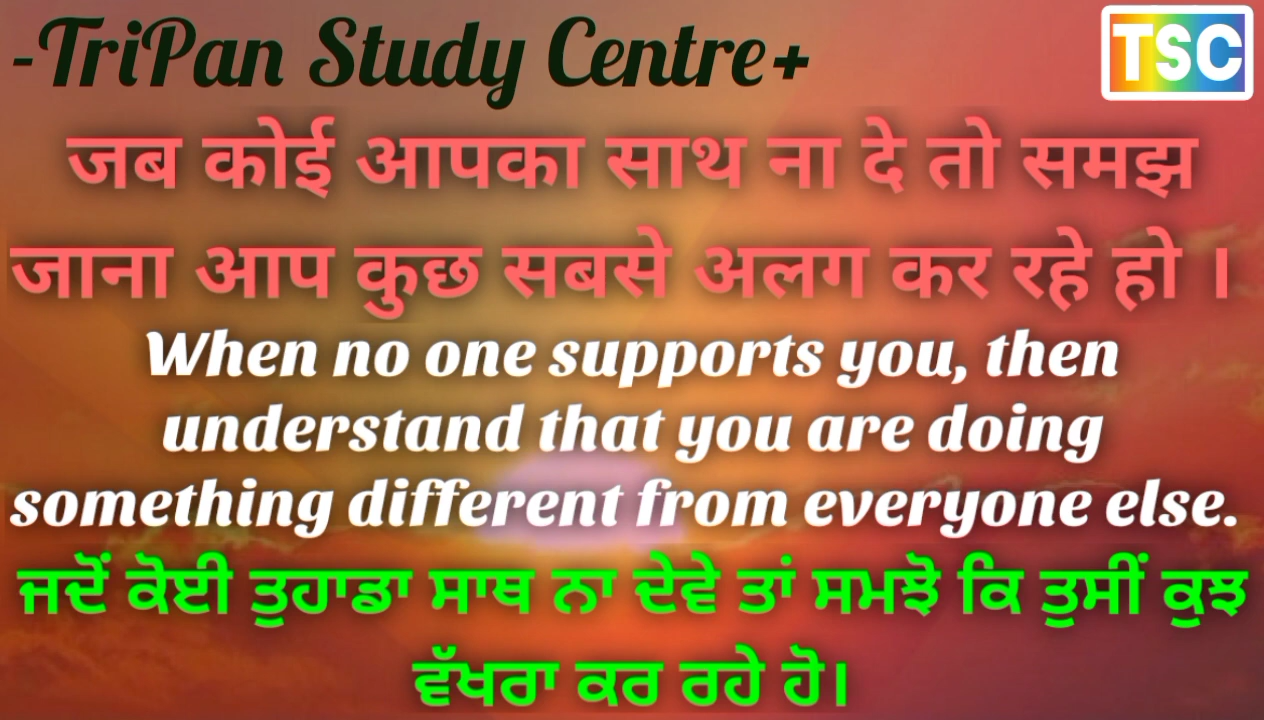 -TriPan Study Centre+
TSC
जब कोई आपका साथ ना दे तो समझ
जाना आप कुछ सबसे अलग कर रहे हो ।
When no one supports you, then
understand that you are doing
something different from everyone else.
ਜਦੋਂ ਕੋਈ ਤੁਹਾਡਾ ਸਾਥ ਨਾ ਦੇਵੇ ਤਾਂ ਸਮਝੋ ਕਿ ਤੁਸੀਂ ਕੁਝ
ਵੱਖਰਾ ਕਰ ਰਹੇ ਹੋ।